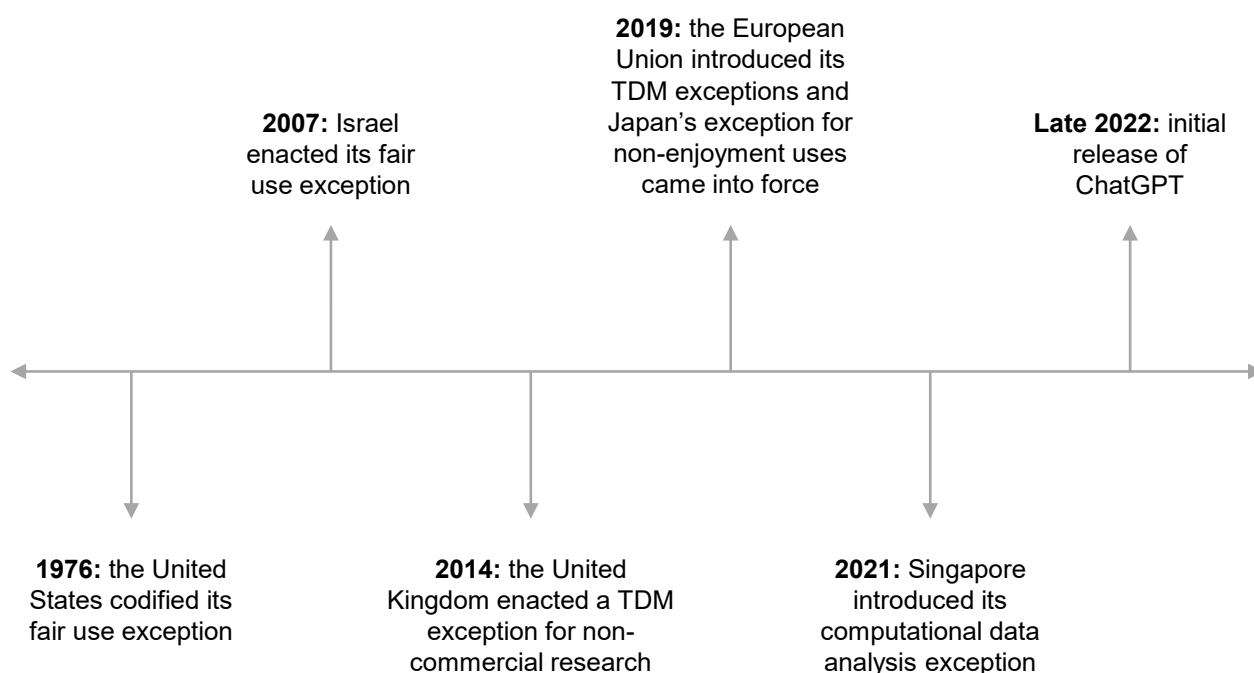 1976: the United
States codified its
fair use exception
2007: Israel
enacted its fair
use exception
2014: the United
Kingdom enacted a TDM
exception for non-
commercial research
2019: the European
Union introduced its
TDM exceptions and
Japan’s exception for
non-enjoyment uses
came into force
2021: Singapore
introduced its
computational data
analysis exception
Late 2022: initial
release of
ChatGPT